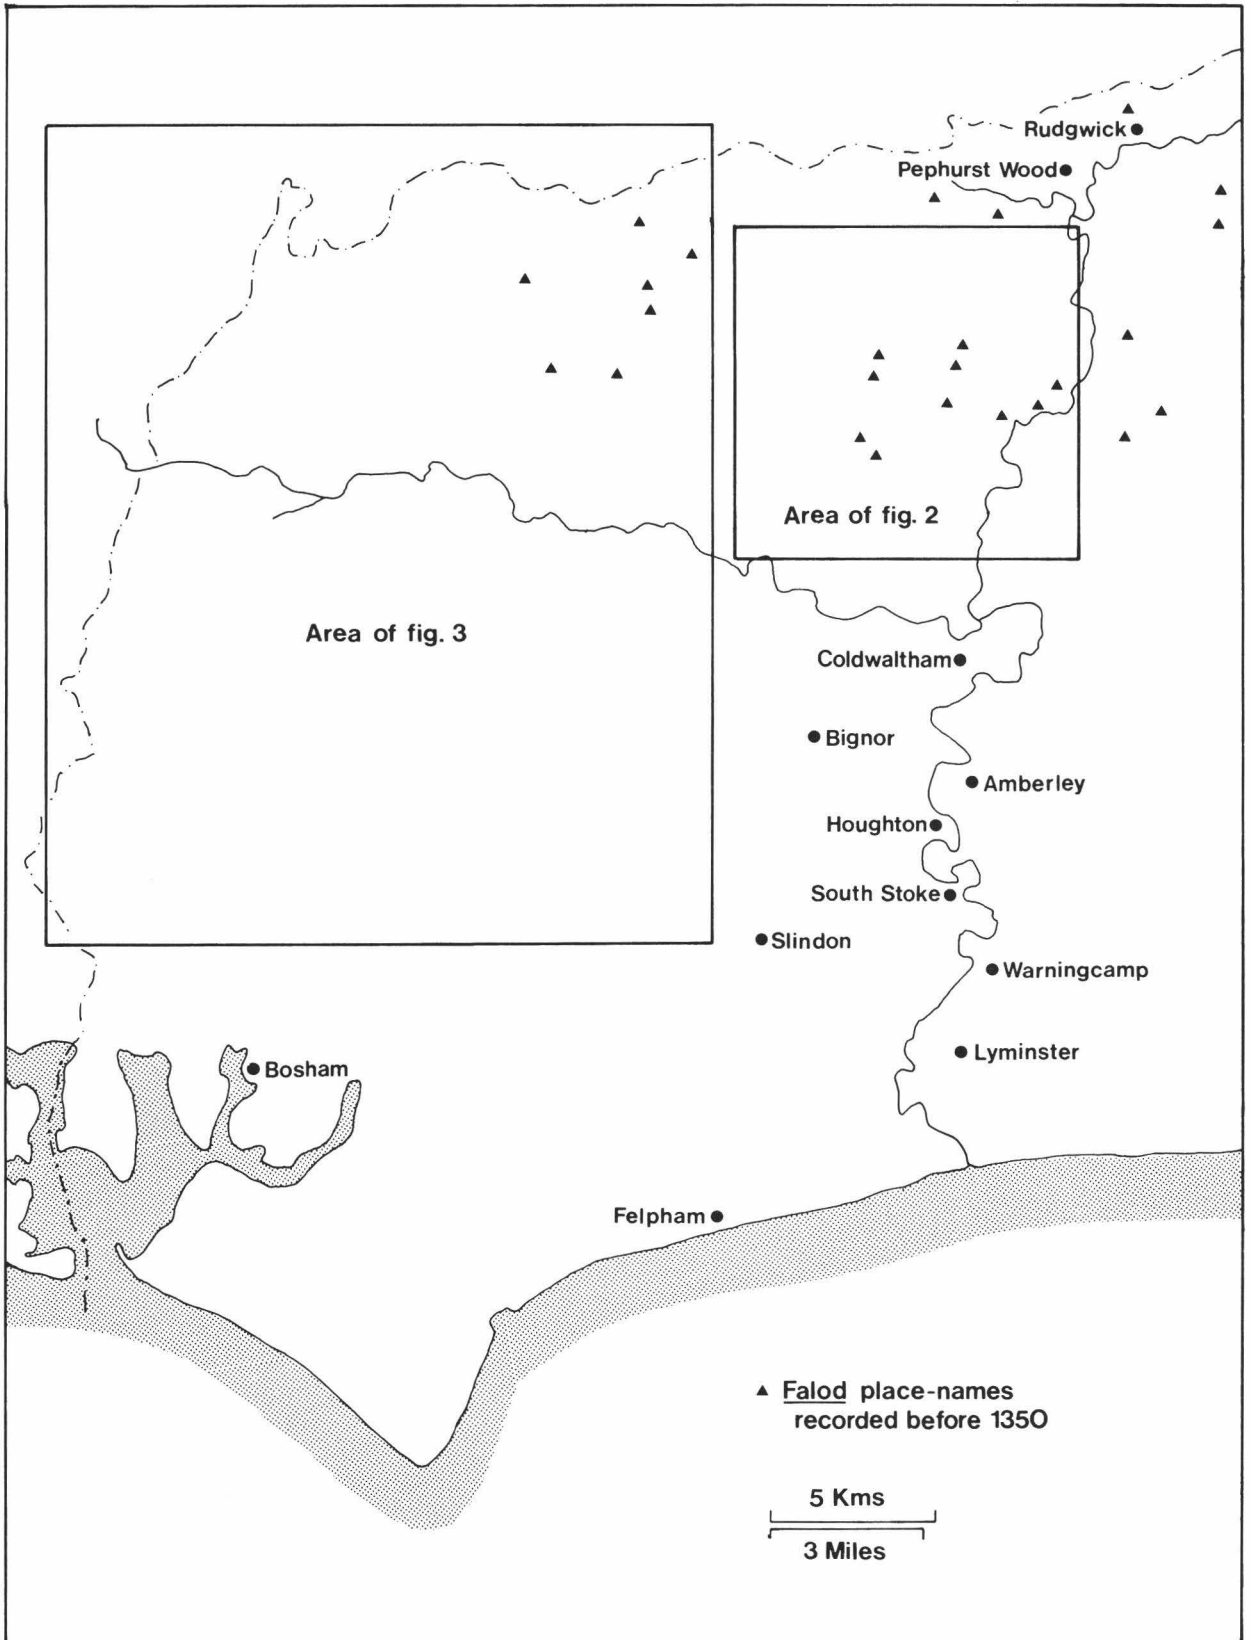 Rudgwick
Pephurst Wood
Area of fig. 2
Area of fig. 3
Coldwaltham
Bignor
Amberley
Houghton
South Stoke
Slindon
Warningcamp
Lyminster
Bosham
Felpham
Falod place-names
recorded before 1350
5 Kms
3 Miles